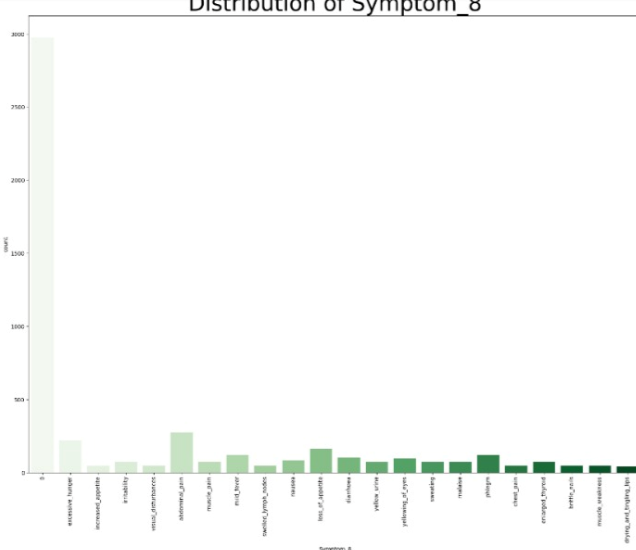 Distribution of Symptom_8
3000
2500
2000
1500
1000
500
0
count
0
excessive_hunger
increased_appetite
irritability
visual_disturbances
abdominal_pain
muscle_pain
mild_fever
swelled_lymph_nodes
nausea
loss_of_appetite
diarrhoea
yellow_urine
yellowing_of_eyes
sweating
malaise
phlegm
chest_pain
enlarged_thyroid
brittle_nails
muscle_weakness
drying_and_tingling_lips
Symptom_8